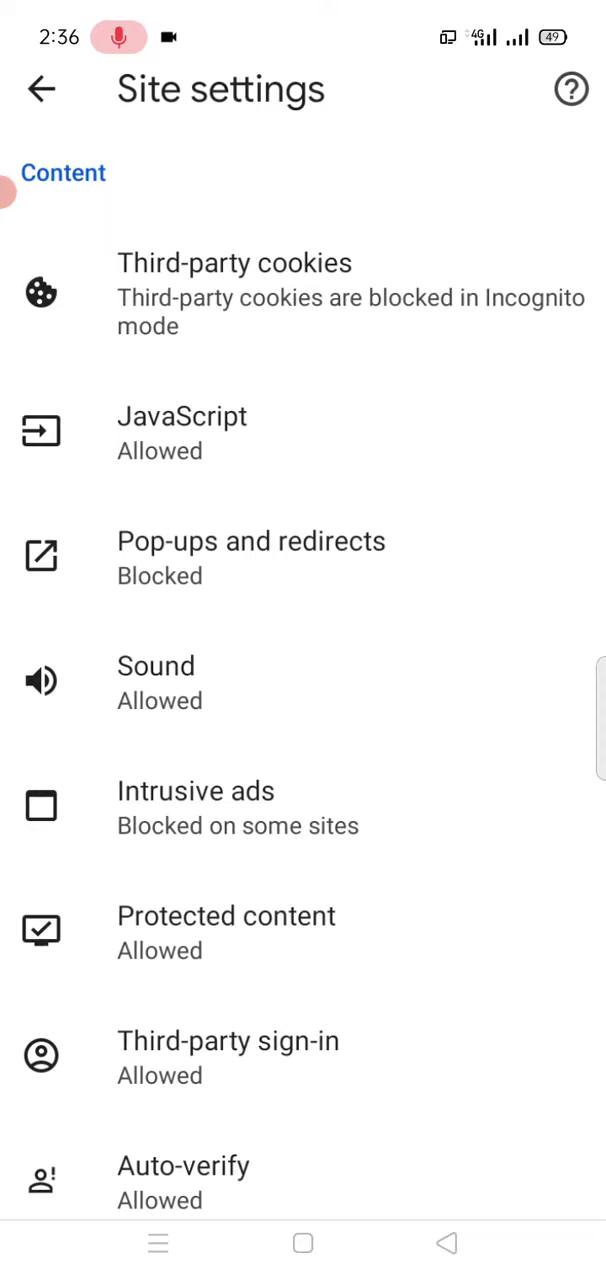 2:36
4G
49
Site settings
Content
Third-party cookies
Third-party cookies are blocked in Incognito
mode
JavaScript
Allowed
Pop-ups and redirects
Blocked
Sound
Allowed
Intrusive ads
Blocked on some sites
Protected content
Allowed
Third-party sign-in
Allowed
Auto-verify
Allowed